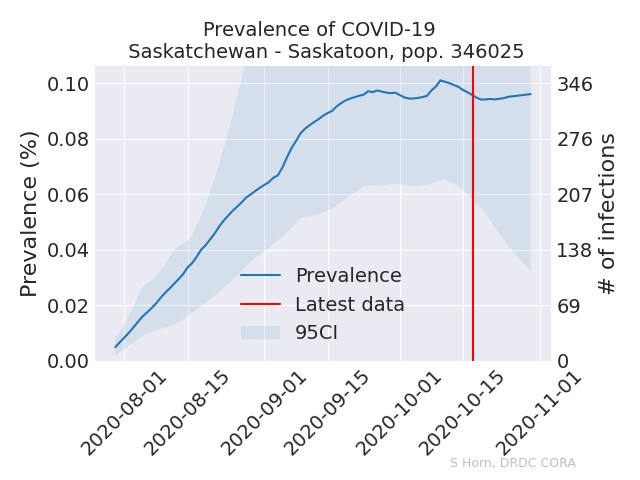 Prevalence of COVID-19
Saskatchewan - Saskatoon, pop. 346025
Prevalence (%)
0.10
0.08
0.06
0.04
0.02
0.00
346
276
207
138
69
0
# of infections
Prevalence
Latest data
95CI
2020-08-01
2020-08-15
2020-09-01
2020-09-15
2020-10-01
2020-10-15
2020-11-01
S Horn, DRDC CORA